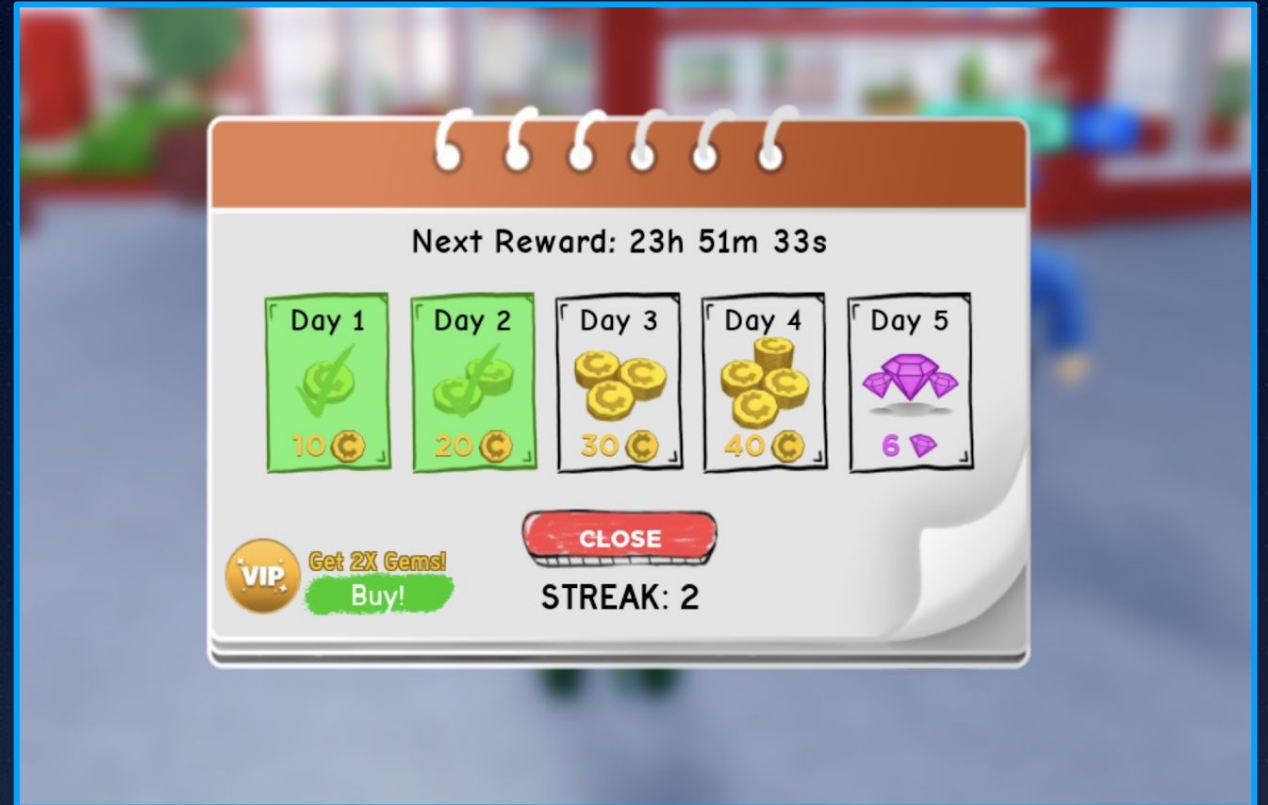 Next Reward: 23h 51m 33s
Day 1
10
Day 2
20
Day 3
30
Day 4
40
Day 5
6
CLOSE
VIP
Get 2X Gems!
Buy!
STREAK: 2